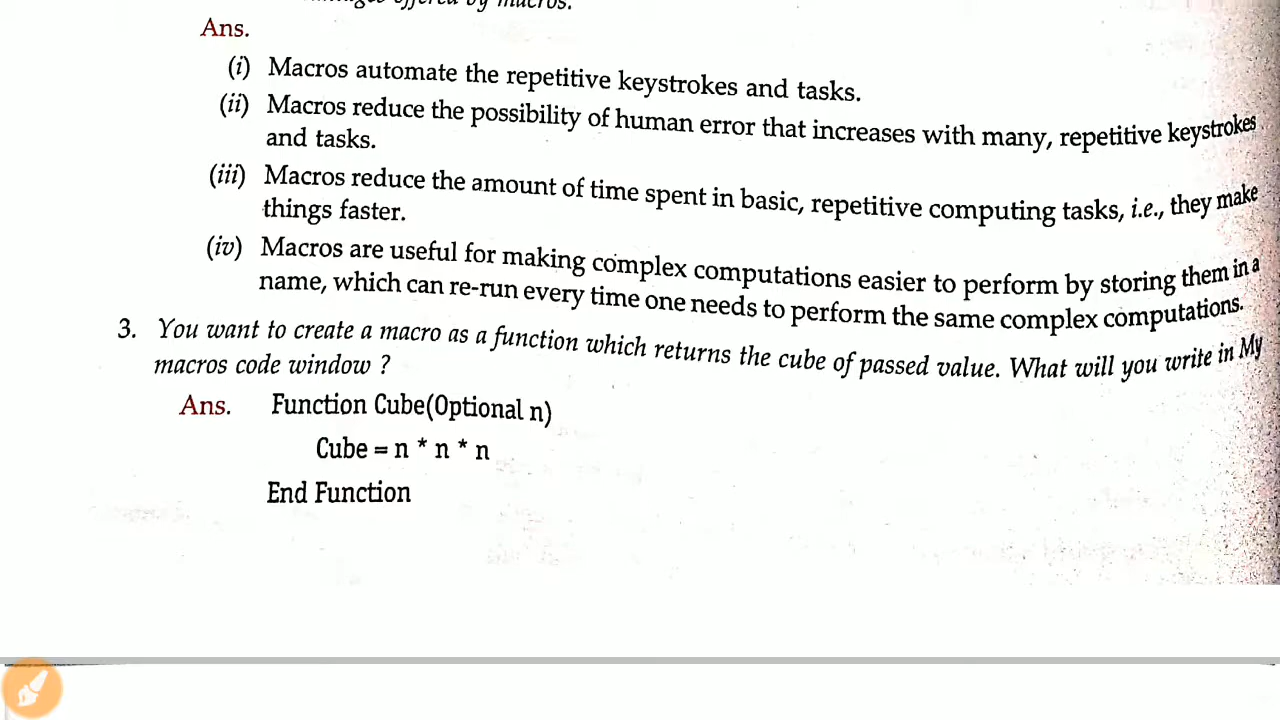 offered by macros.
Ans.
(i) Macros automate the repetitive keystrokes and tasks.
(ii) Macros reduce the possibility of human error that increases with many, repetitive keystrokes
and tasks.
(iii) Macros reduce the amount of time spent in basic, repetitive computing tasks, i.e., they make
things faster.
(iv) Macros are useful for making complex computations easier to perform by storing them in a
name, which can re-run every time one needs to perform the same complex computations.
3. You want to create a macro as a function which returns the cube of passed value. What will you write in My
macros code window ?
Ans. Function Cube(Optional n)
Cube = n * n * n
End Function